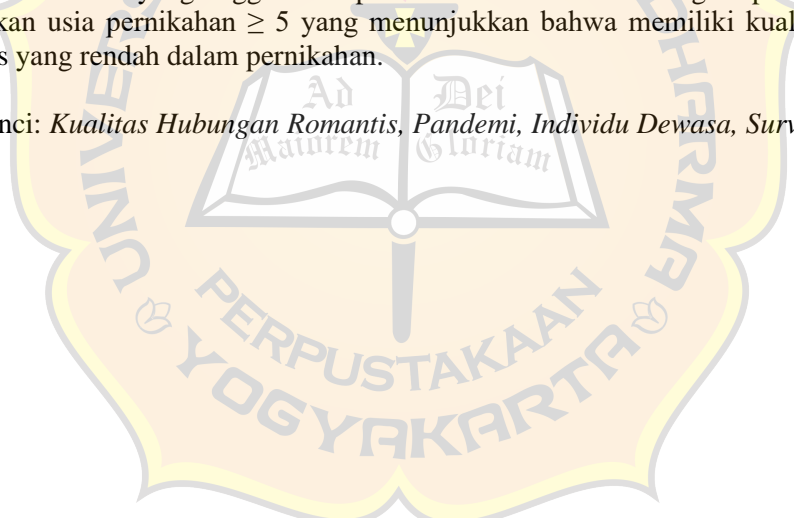 kan usia pernikahan ≥ 5 yang menunjukkan bahwa memiliki kual
s yang rendah dalam pernikahan.
nci: Kualitas Hubungan Romantis, Pandemi, Individu Dewasa, Surv
Ad Dei
Maiorem Gloriam
PERPUSTAKAAN
YOGYAKARTA